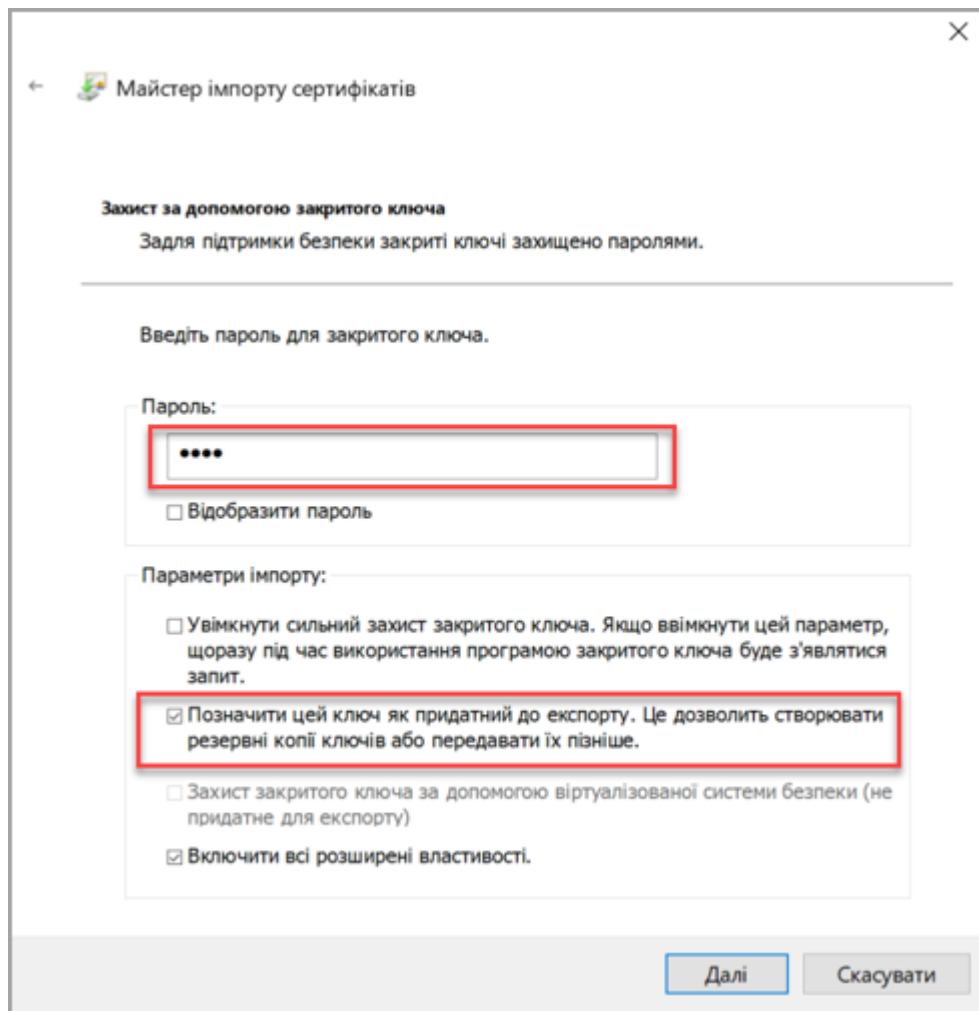 Майстер імпорту сертифікатів
Захист за допомогою закритого ключа
Задля підтримки безпеки закриті ключі захищено паролями.
Введіть пароль для закритого ключа.
Пароль:
••••
Відобразити пароль
Параметри імпорту:
Увімкнути сильний захист закритого ключа. Якщо ввімкнути цей параметр,
щоразу під час використання програмою закритого ключа буде з'являтися
запит.
Позначити цей ключ як придатний до експорту. Це дозволить створювати
резервні копії ключів або передавати їх пізніше.
Захист закритого ключа за допомогою віртуалізованої системи безпеки (не
придатне для експорту)
Включити всі розширені властивості.
Далі
Скасувати